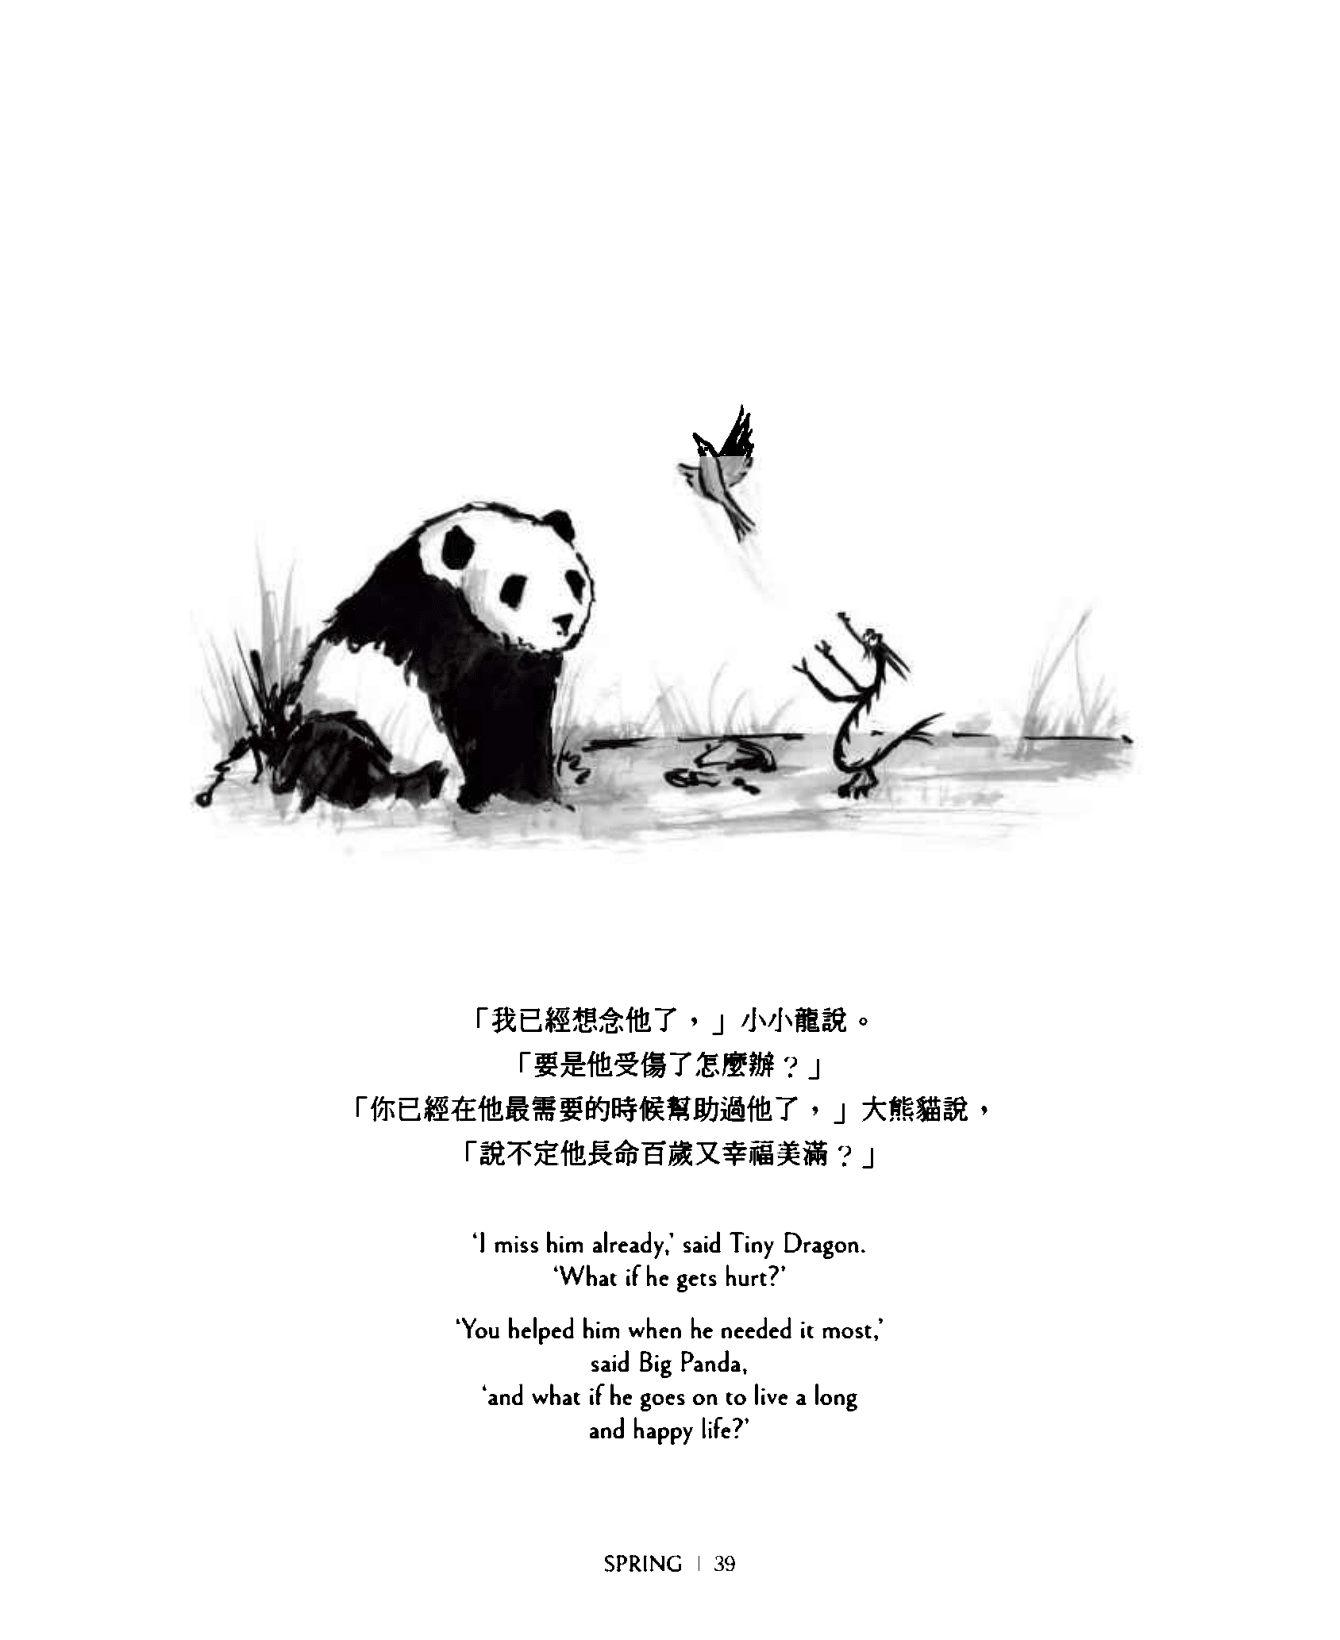 「我已經想念他了，」小小龍說。
「要是他受傷了怎麼辦？」
「你已經在他最需要的時候幫助過他了，」大熊貓說，
「說不定他長命百歲又幸福美滿？」
‘I miss him already,’ said Tiny Dragon.
‘What if he gets hurt?’
‘You helped him when he needed it most,’
said Big Panda,
‘and what if he goes on to live a long
and happy life?’
SPRING | 39